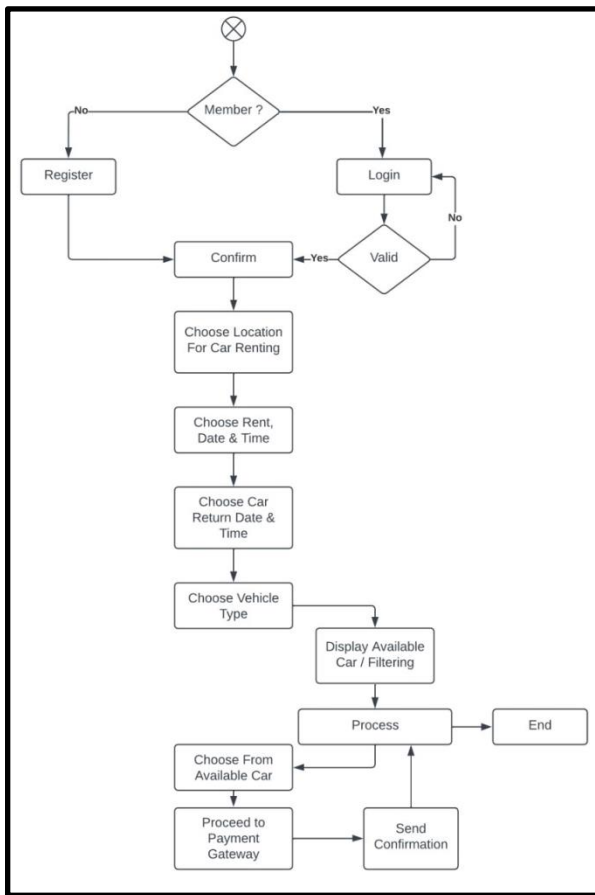 Member ?
No
Yes
Register
Login
No
Confirm
Yes
Valid
Choose Location
For Car Renting
Choose Rent,
Date & Time
Choose Car
Return Date &
Time
Choose Vehicle
Type
Display Available
Car / Filtering
Process
End
Choose From
Available Car
Proceed to
Payment
Gateway
Send
Confirmation